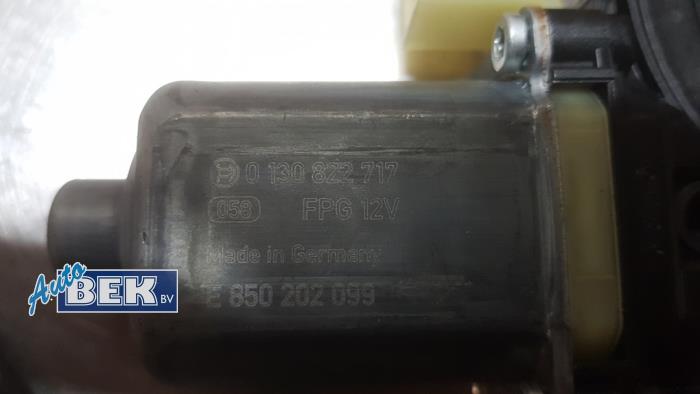 0 130 822 717
058 FPG 12V
Made in Germany
E 850 202 099
Auto BEK BV